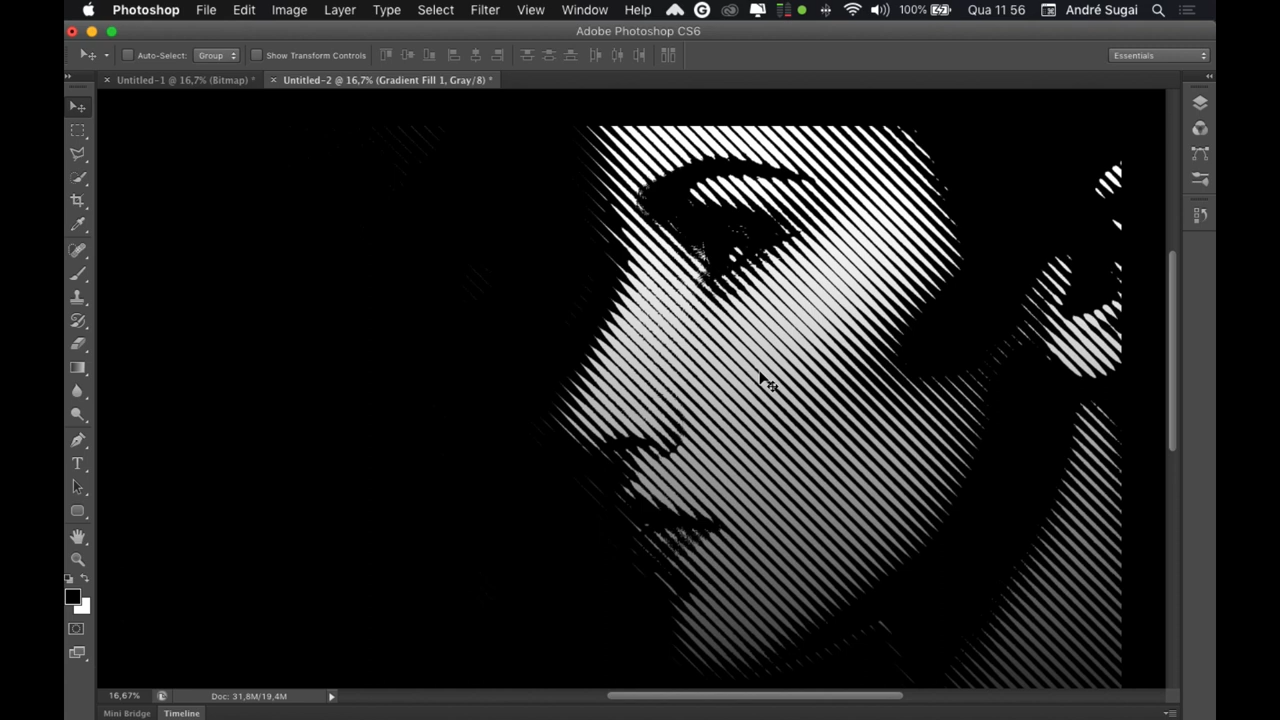 Photoshop File Edit Image Layer Type Select Filter View Window Help 100% Qua 11 56 André Sugai
Adobe Photoshop CS6
Auto-Select: Group Show Transform Controls Essentials
Untitled-1 @ 16,7% (Bitmap) * Untitled-2 @ 16,7% (Gradient Fill 1, Gray/8) *
16,67% Doc: 31,8M/19,4M
Mini Bridge Timeline